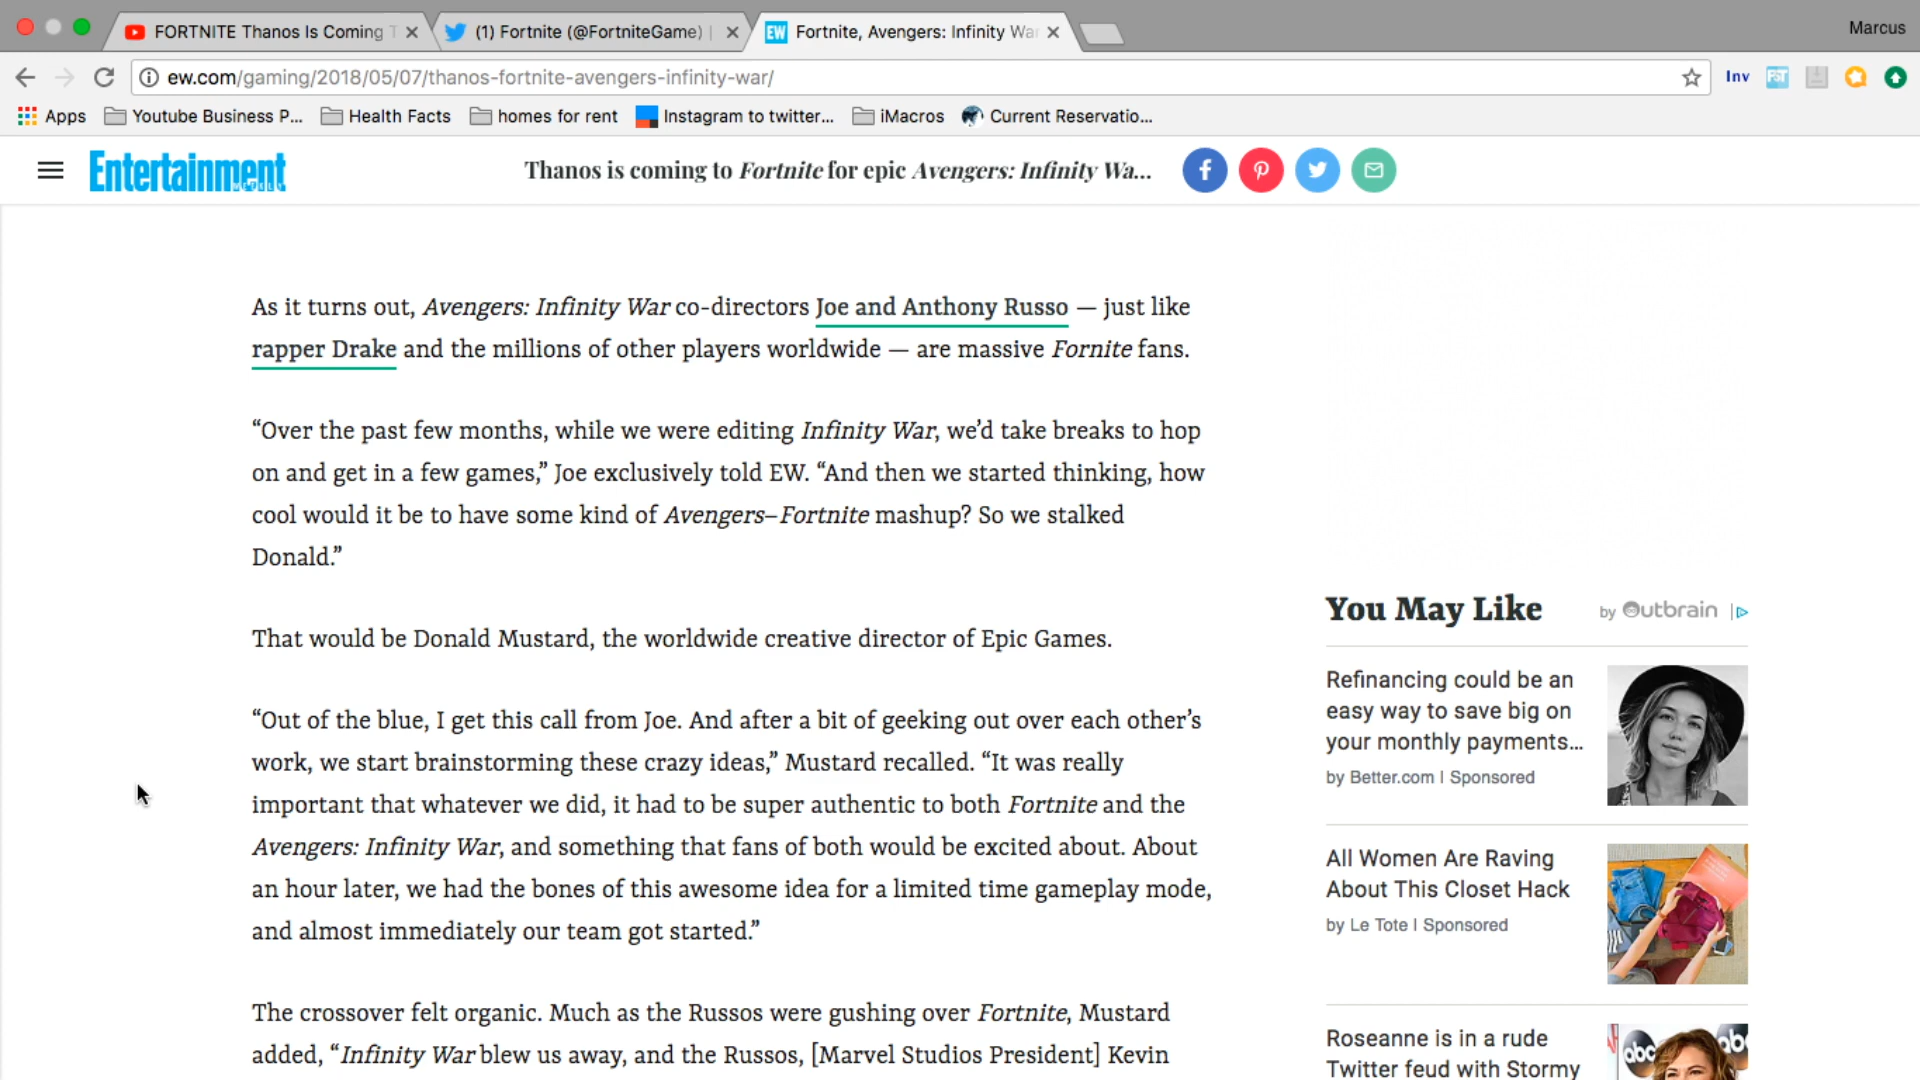 FORTNITE Thanos Is Coming T
(1) Fortnite (@FortniteGame) |
EW
Fortnite, Avengers: Infinity War
Marcus
ew.com/gaming/2018/05/07/thanos-fortnite-avengers-infinity-war/
Inv
Apps
Youtube Business P...
Health Facts
homes for rent
Instagram to twitter...
iMacros
Current Reservatio...
Entertainment
WEEKLY
Thanos is coming to Fortnite for epic Avengers: Infinity Wa...
As it turns out, Avengers: Infinity War co-directors Joe and Anthony Russo — just like
rapper Drake and the millions of other players worldwide — are massive Fornite fans.
“Over the past few months, while we were editing Infinity War, we’d take breaks to hop
on and get in a few games,” Joe exclusively told EW. “And then we started thinking, how
cool would it be to have some kind of Avengers–Fortnite mashup? So we stalked
Donald.”
That would be Donald Mustard, the worldwide creative director of Epic Games.
“Out of the blue, I get this call from Joe. And after a bit of geeking out over each other’s
work, we start brainstorming these crazy ideas,” Mustard recalled. “It was really
important that whatever we did, it had to be super authentic to both Fortnite and the
Avengers: Infinity War, and something that fans of both would be excited about. About
an hour later, we had the bones of this awesome idea for a limited time gameplay mode,
and almost immediately our team got started.”
The crossover felt organic. Much as the Russos were gushing over Fortnite, Mustard
added, “Infinity War blew us away, and the Russos, [Marvel Studios President] Kevin
You May Like
by Outbrain
Refinancing could be an
easy way to save big on
your monthly payments...
by Better.com | Sponsored
All Women Are Raving
About This Closet Hack
by Le Tote | Sponsored
Roseanne is in a rude
Twitter feud with Stormy
abc